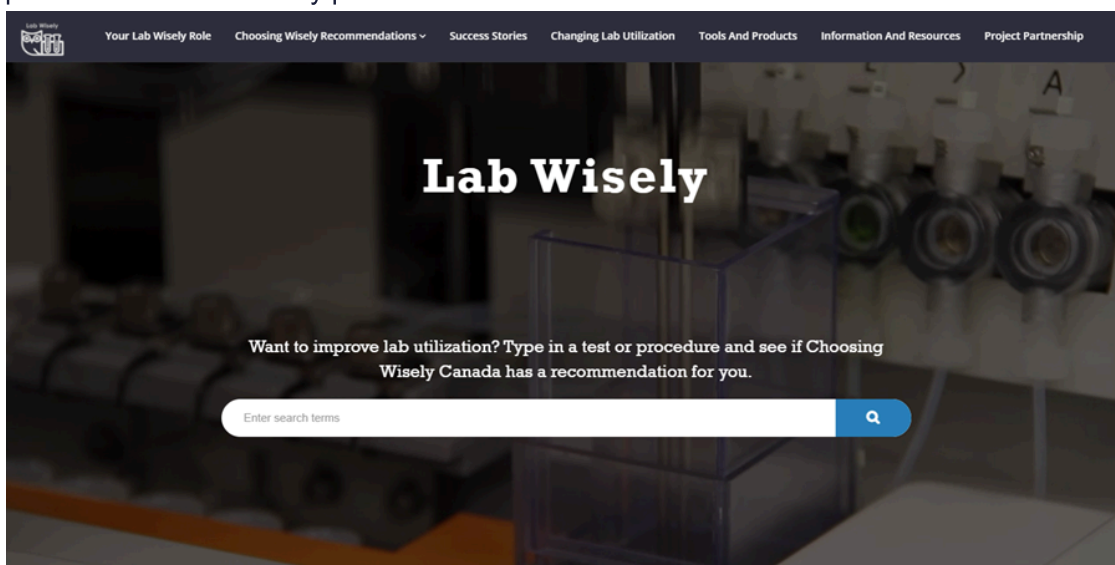 Lab Wisely
Your Lab Wisely Role Choosing Wisely Recommendations Success Stories Changing Lab Utilization Tools And Products Information And Resources Project Partnership
A
Lab Wisely
Want to improve lab utilization? Type in a test or procedure and see if Choosing
Wisely Canada has a recommendation for you.
Enter search terms